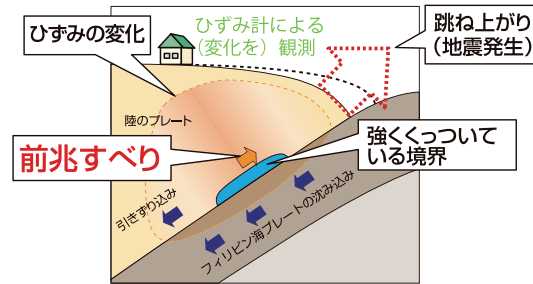 ひずみの変化
ひずみ計による
（変化を）観測
跳ね上がり
（地震発生）
陸のプレート
前兆すべり
強くくっついて
いる境界
引きずり込み
フィリピン海プレートの沈み込み